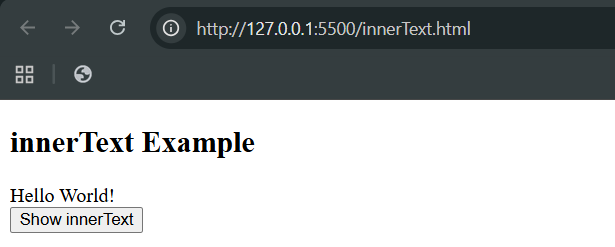 http://127.0.0.1:5500/innerText.html
innerText Example
Hello World!
Show innerText